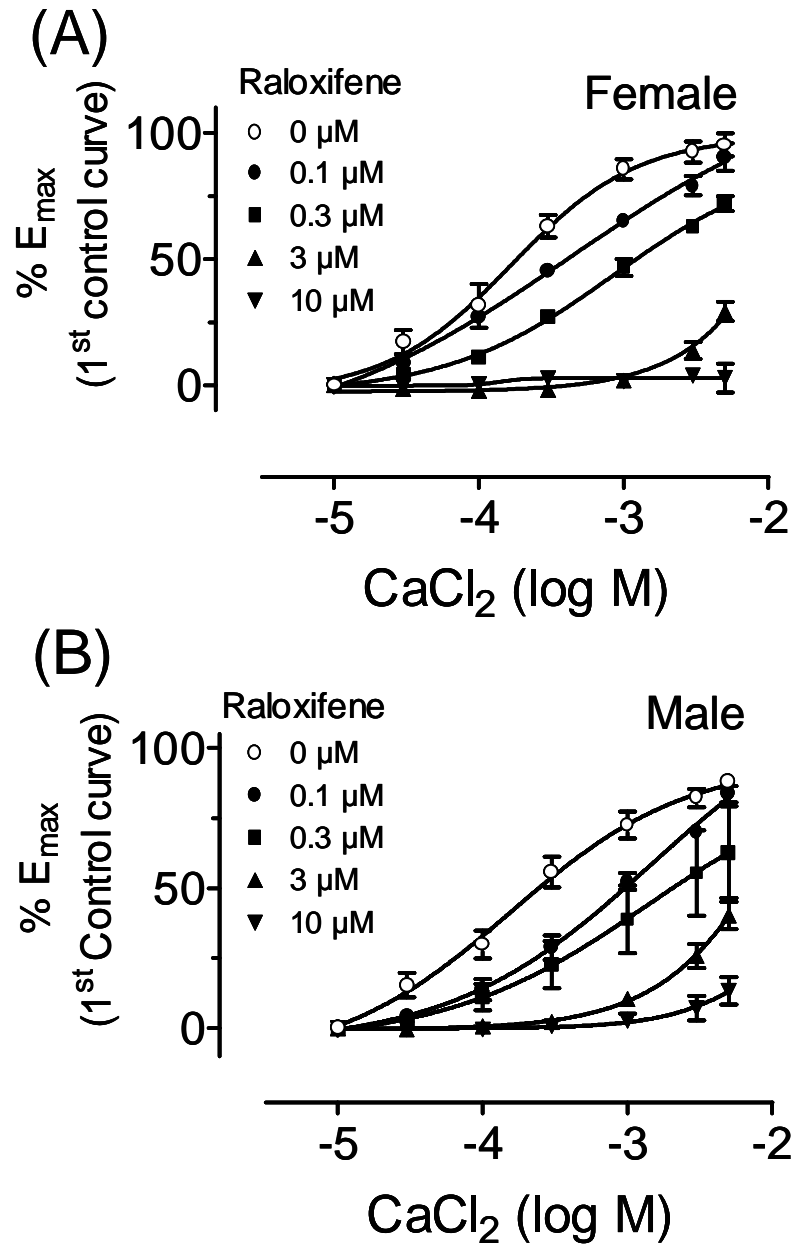 (A)
Raloxifene
Female
0 µM
0.1 µM
0.3 µM
3 µM
10 µM
% Emax
(1st control curve)
100
50
0
-5 -4 -3 -2
CaCl2 (log M)
(B)
Raloxifene
Male
0 µM
0.1 µM
0.3 µM
3 µM
10 µM
% Emax
(1st Control curve)
100
50
0
-5 -4 -3 -2
CaCl2 (log M)